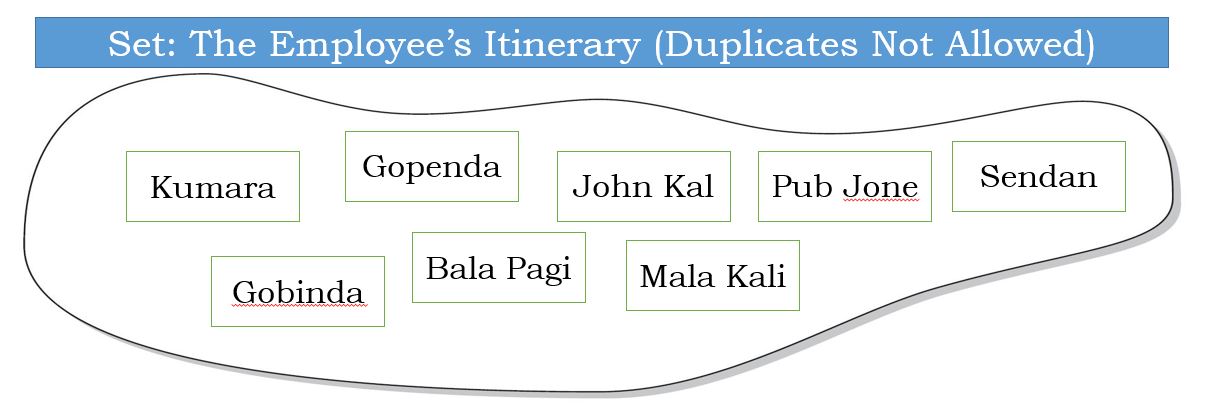 Set: The Employee's Itinerary (Duplicates Not Allowed)
Kumara
Gopenda
John Kal
Pub Jone
Sendan
Gobinda
Bala Pagi
Mala Kali